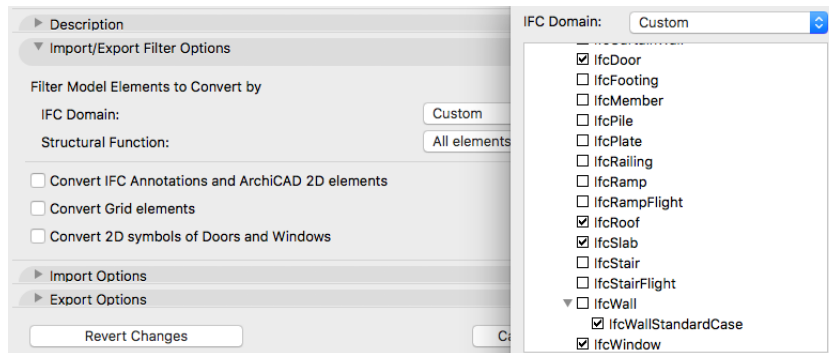 Description
Import/Export Filter Options
Filter Model Elements to Convert by
IFC Domain: Custom
Structural Function: All elements
Convert IFC Annotations and ArchiCAD 2D elements
Convert Grid elements
Convert 2D symbols of Doors and Windows
Import Options
Export Options
Revert Changes
IFC Domain: Custom
IfcDoor
IfcFooting
IfcMember
IfcPile
IfcPlate
IfcRailing
IfcRamp
IfcRampFlight
IfcRoof
IfcSlab
IfcStair
IfcStairFlight
IfcWall
IfcWallStandardCase
IfcWindow